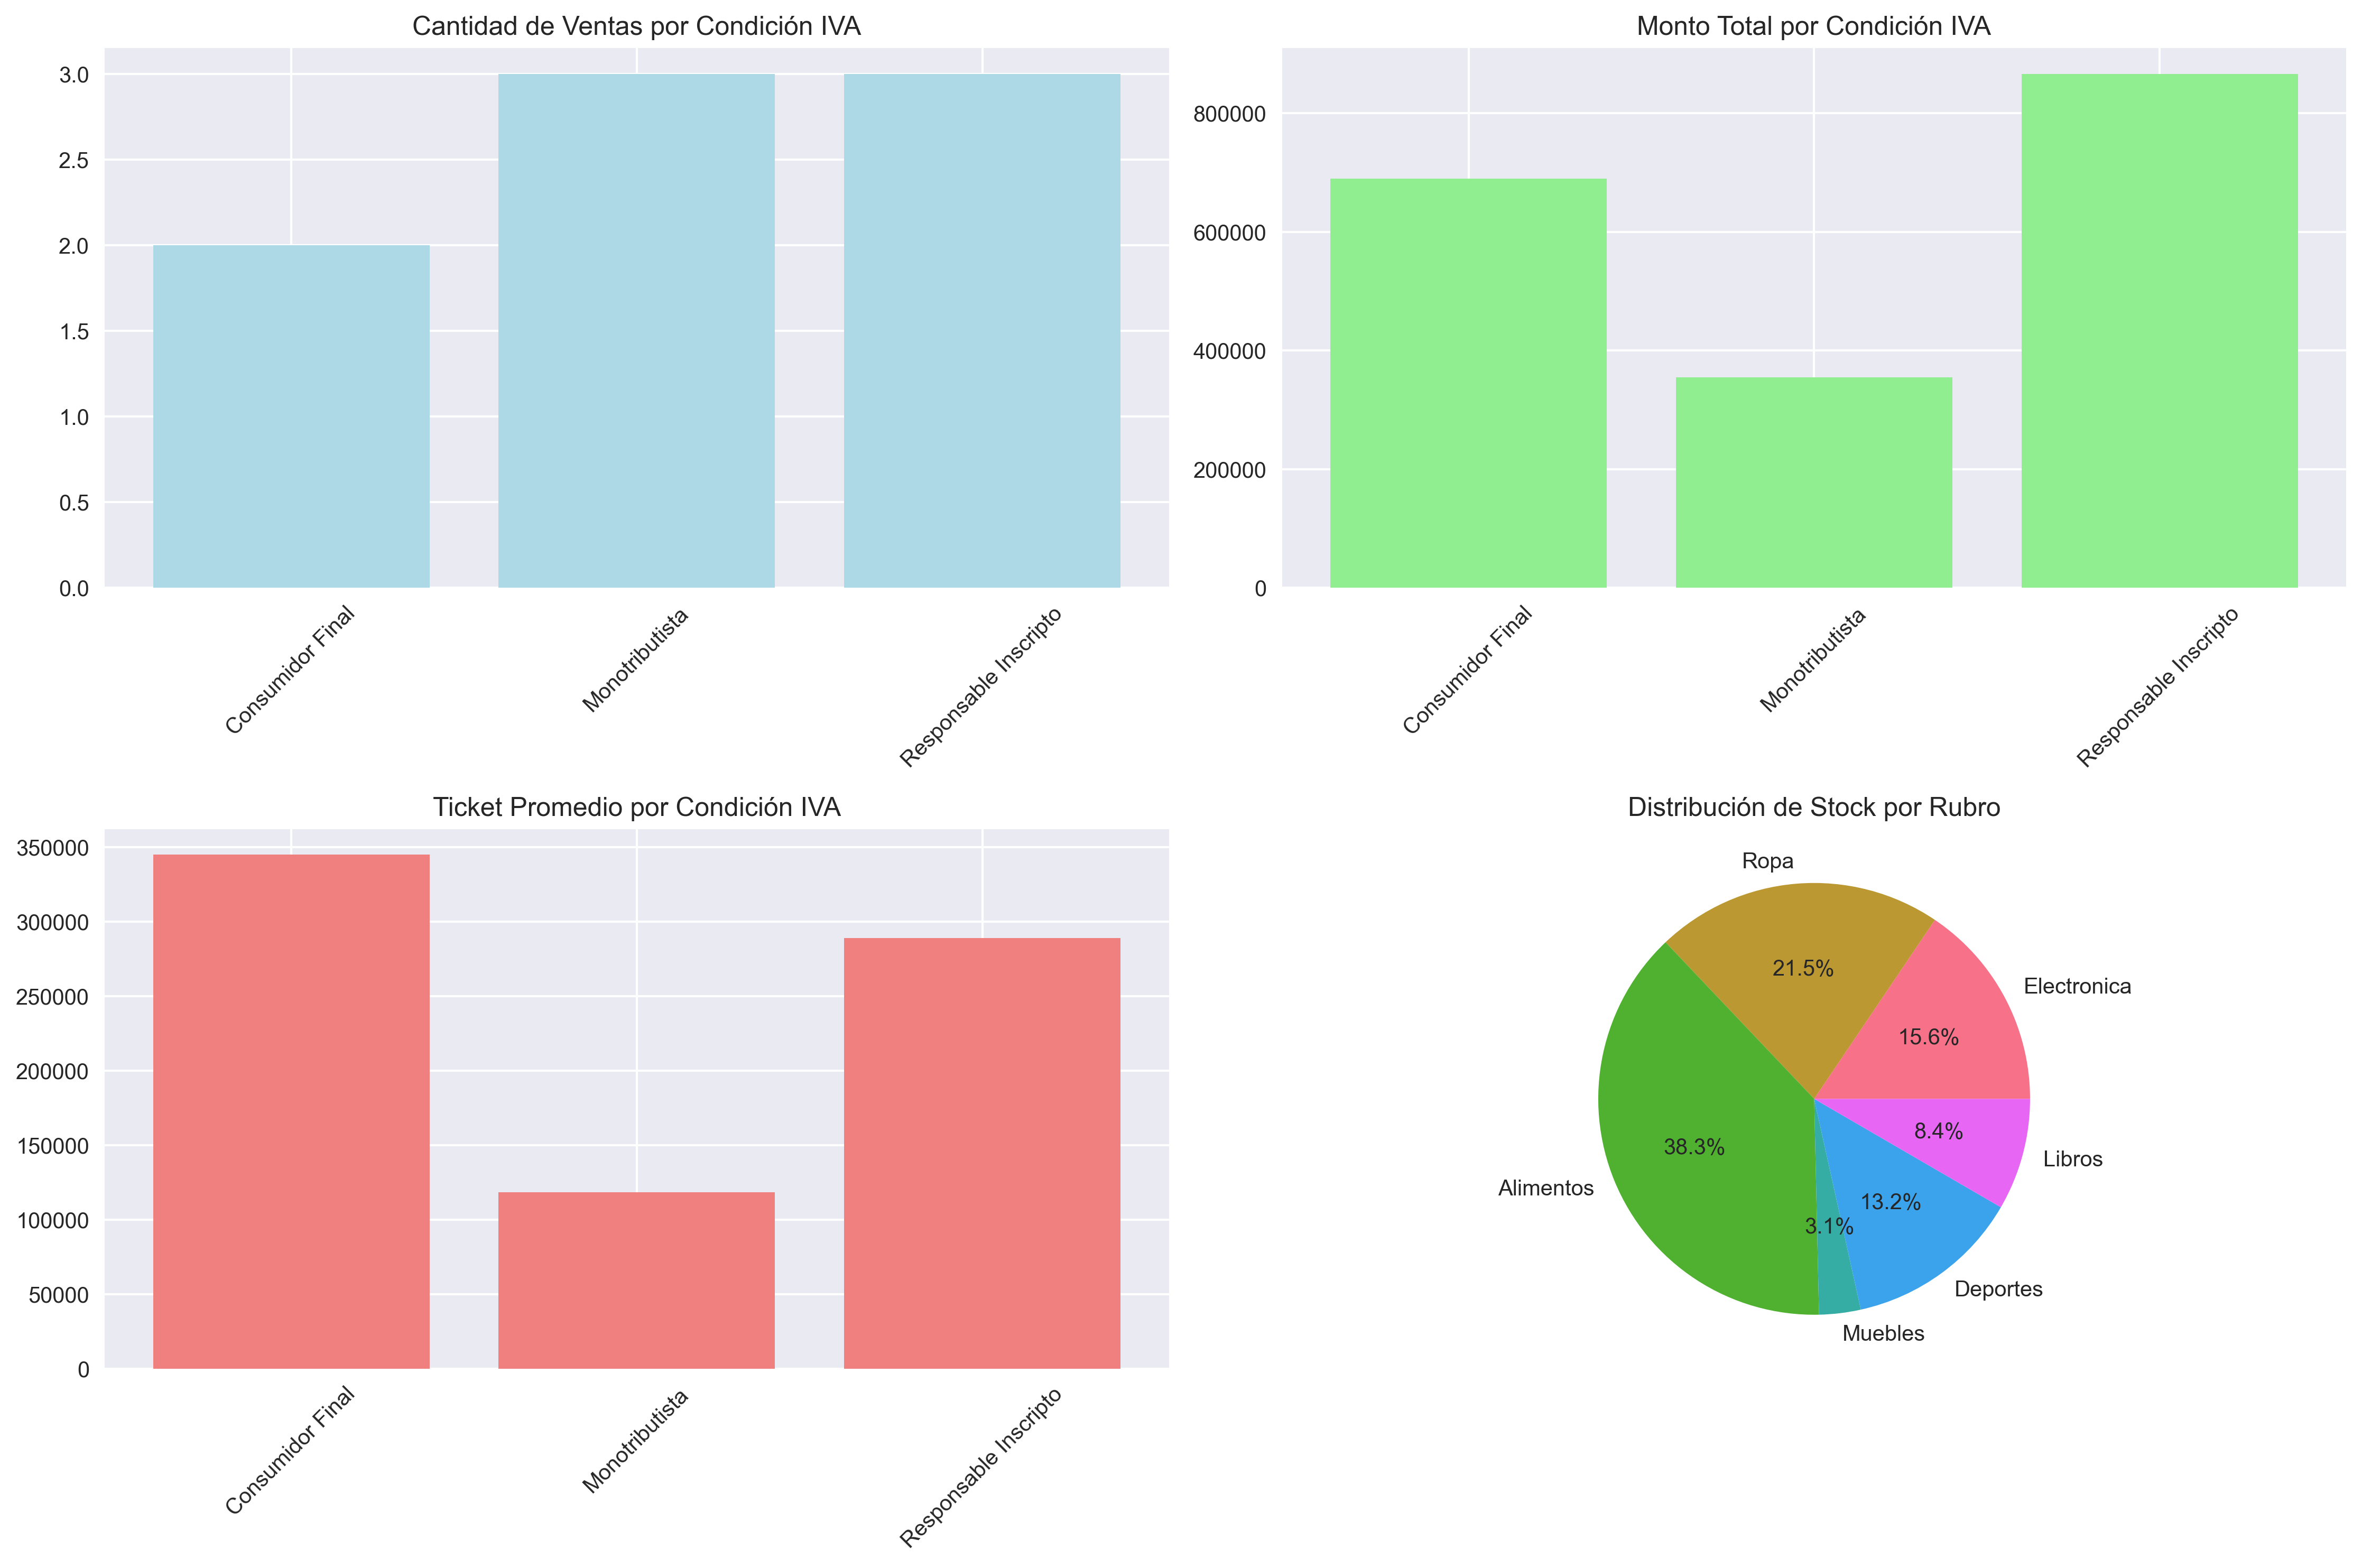 Cantidad de Ventas por Condición IVA
3.0
2.5
2.0
1.5
1.0
0.5
0.0
Consumidor Final
Monotributista
Responsable Inscripto
Monto Total por Condición IVA
800000
600000
400000
200000
0
Consumidor Final
Monotributista
Responsable Inscripto
Ticket Promedio por Condición IVA
350000
300000
250000
200000
150000
100000
50000
0
Consumidor Final
Monotributista
Responsable Inscripto
Distribución de Stock por Rubro
Ropa
21.5%
Electronica
15.6%
38.3%
Alimentos
8.4%
Libros
13.2%
3.1%
Deportes
Muebles